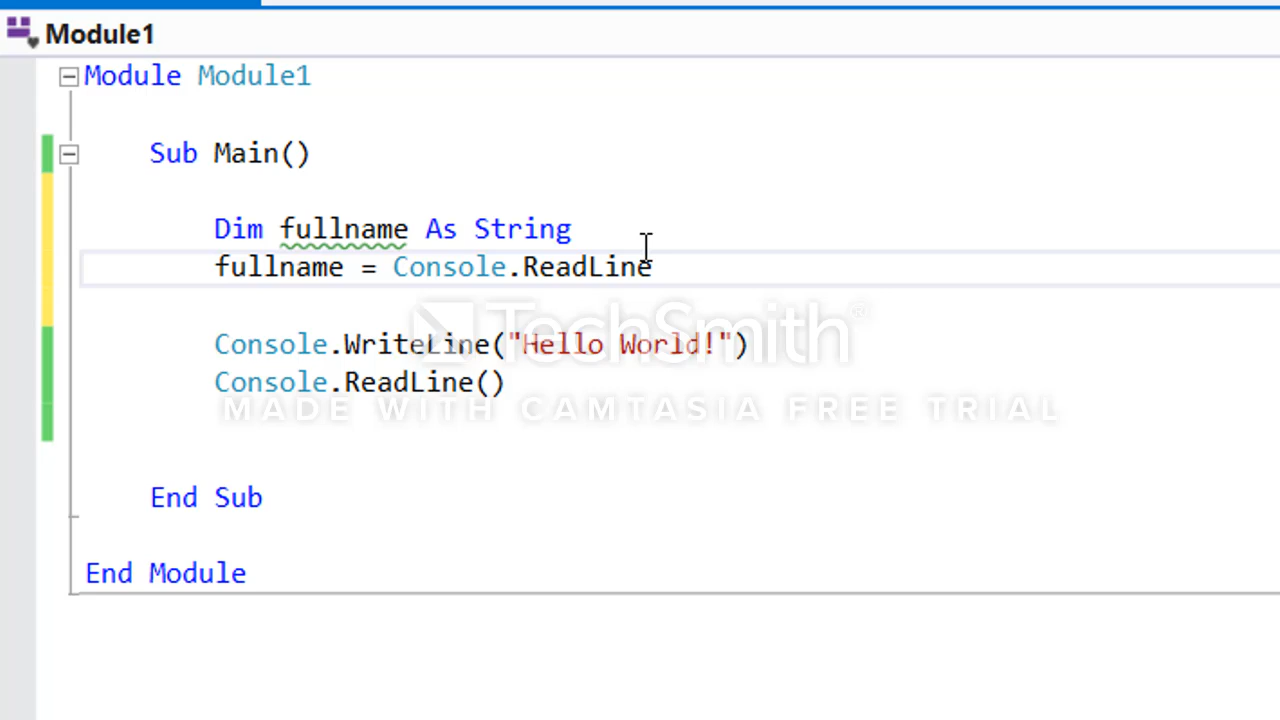 Module1
Module Module1
Sub Main()
Dim fullname As String
fullname = Console.ReadLine
TechSmith®
Console.WriteLine("Hello World!")
Console.ReadLine()
MADE WITH CAMTASIA FREE TRIAL
End Sub
End Module